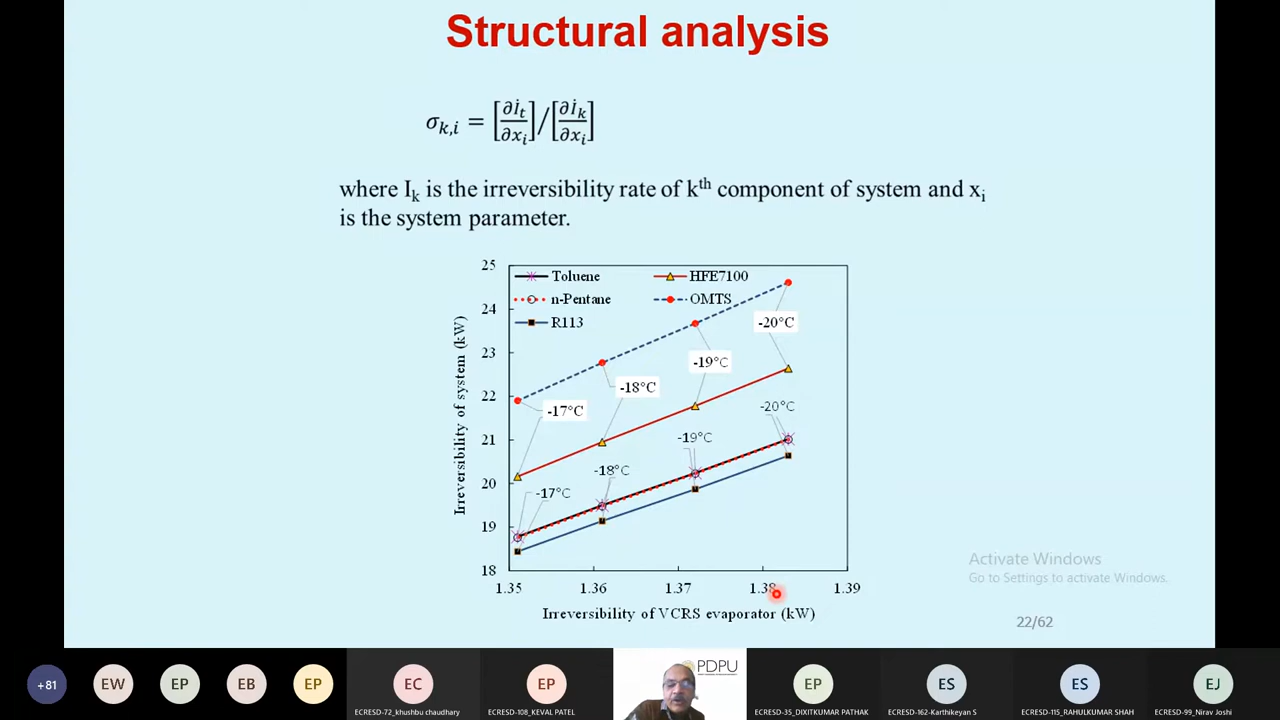 Structural analysis
σk,i = [∂İt/∂xi]/[∂İk/∂xi]
where Ik is the irreversibility rate of kth component of system and xi
is the system parameter.
25
24
23
22
21
20
19
18
Irreversibility of system (kW)
Toluene
HFE7100
n-Pentane
OMTS
R113
-20°C
-19°C
-18°C
-17°C
-20°C
-19°C
-18°C
-17°C
1.35 1.36 1.37 1.38 1.39
Irreversibility of VCRS evaporator (kW)
Activate Windows
Go to Settings to activate Windows.
22/62
+81
EW
EP
EB
EP
EC
ECRESD-72_khushbu chaudhary
EP
ECRESD-108_KEVAL PATEL
PDPU
EP
ECRESD-35_DIXITKUMAR PATHAK
ES
ECRESD-162-Karthikeyan S
ES
ECRESD-115_RAHULKUMAR SHAH
EJ
ECRESD-99_Nirav Joshi